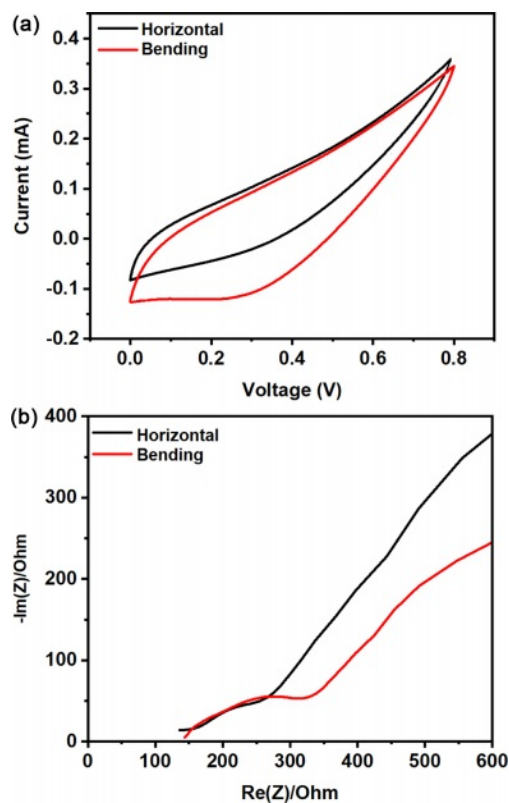 (a)
Horizontal
Bending
0.4
0.3
0.2
0.1
0.0
-0.1
-0.2
Current (mA)
0.0 0.2 0.4 0.6 0.8
Voltage (V)
(b)
Horizontal
Bending
400
300
200
100
0
-Im(Z)/Ohm
0 100 200 300 400 500 600
Re(Z)/Ohm